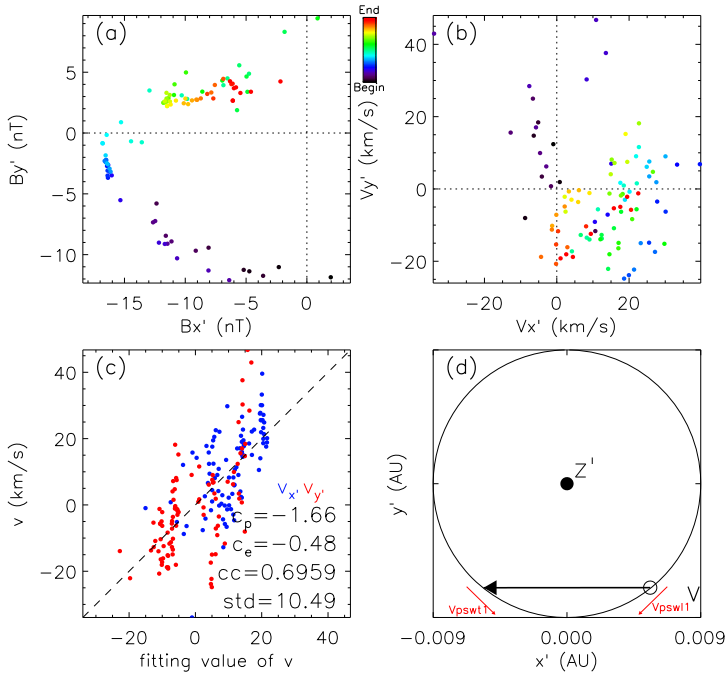 (a)
5
0
−5
−10
By' (nT)
−15
−10
−5
0
Bx' (nT)
End
Begin
(b)
40
20
0
−20
Vy' (km/s)
−20
0
20
Vx' (km/s)
(c)
40
20
0
−20
v (km/s)
−20
0
20
40
fitting value of v
Vx' Vy'
cp=−1.66
ce=−0.48
cc=0.6959
std=10.49
(d)
Z'
V
Vpswt1
Vpswl1
y' (AU)
−0.009
0.000
0.009
x' (AU)